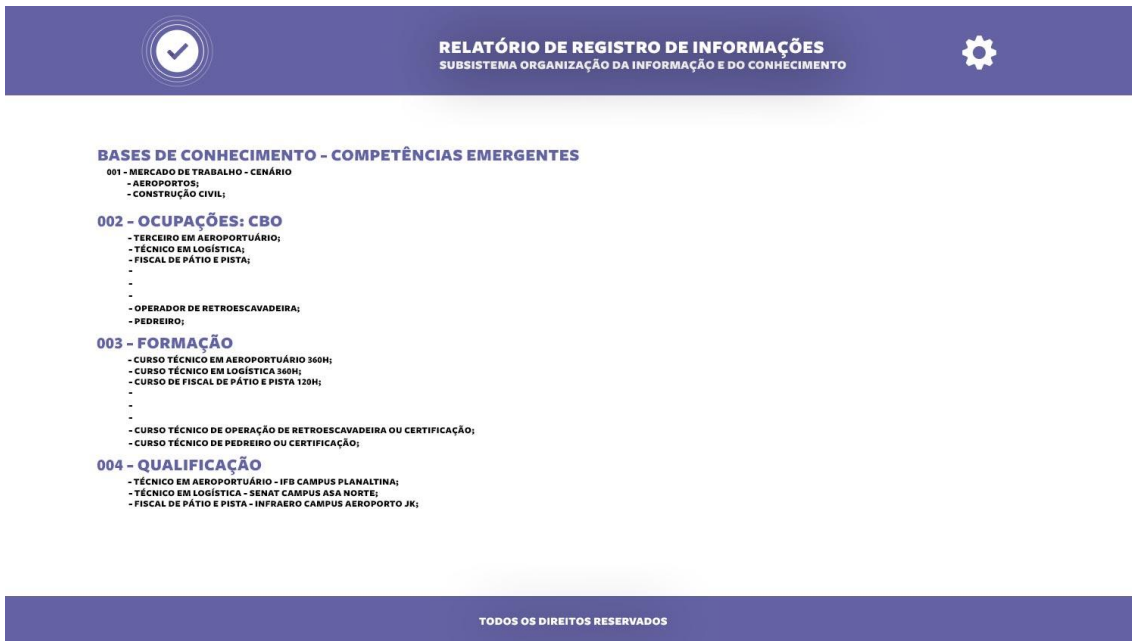 RELATÓRIO DE REGISTRO DE INFORMAÇÕES
SUBSISTEMA ORGANIZAÇÃO DA INFORMAÇÃO E DO CONHECIMENTO
BASES DE CONHECIMENTO - COMPETÊNCIAS EMERGENTES
001 - MERCADO DE TRABALHO - CENÁRIO
- AEROPORTOS;
- CONSTRUÇÃO CIVIL;
002 - OCUPAÇÕES: CBO
- TERCEIRO EM AEROPORTUÁRIO;
- TÉCNICO EM LOGÍSTICA;
- FISCAL DE PÁTIO E PISTA;
-
-
-
- OPERADOR DE RETROESCAVADEIRA;
- PEDREIRO;
003 - FORMAÇÃO
- CURSO TÉCNICO EM AEROPORTUÁRIO 360H;
- CURSO TÉCNICO EM LOGÍSTICA 360H;
- CURSO DE FISCAL DE PÁTIO E PISTA 120H;
-
-
-
- CURSO TÉCNICO DE OPERAÇÃO DE RETROESCAVADEIRA OU CERTIFICAÇÃO;
- CURSO TÉCNICO DE PEDREIRO OU CERTIFICAÇÃO;
004 - QUALIFICAÇÃO
- TÉCNICO EM AEROPORTUÁRIO - IFB CAMPUS PLANALTINA;
- TÉCNICO EM LOGÍSTICA - SENAT CAMPUS ASA NORTE;
- FISCAL DE PÁTIO E PISTA - INFRAERO CAMPUS AEROPORTO JK;
TODOS OS DIREITOS RESERVADOS